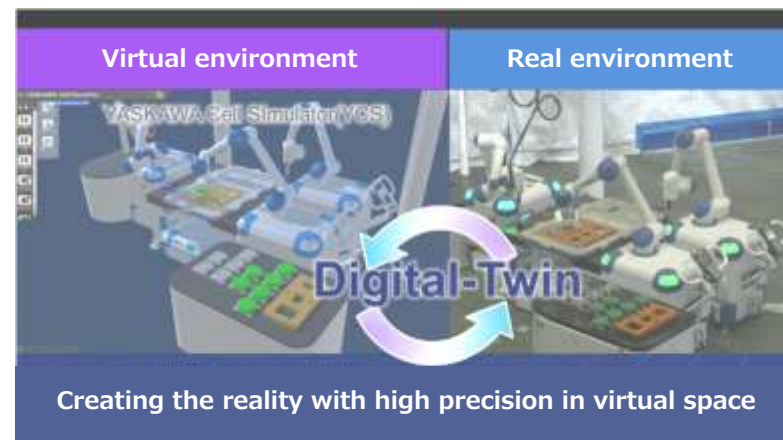 Virtual environment
Real environment
YASKAWA Cell Simulator(YCS)
Digital-Twin
Creating the reality with high precision in virtual space